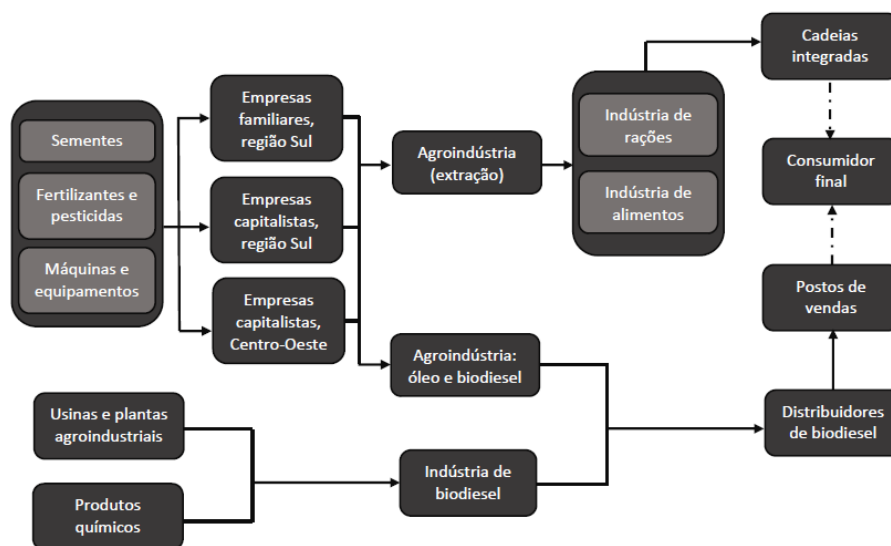 Sementes
Fertilizantes e
pesticidas
Máquinas e
equipamentos
Empresas
familiares,
região Sul
Empresas
capitalistas,
região Sul
Empresas
capitalistas,
Centro-Oeste
Agroindústria
(extração)
Indústria de
rações
Indústria de
alimentos
Cadeias
integradas
Consumidor
final
Postos de
vendas
Agroindústria:
óleo e biodiesel
Distribuidores
de biodiesel
Usinas e plantas
agroindustriais
Produtos
químicos
Indústria de
biodiesel